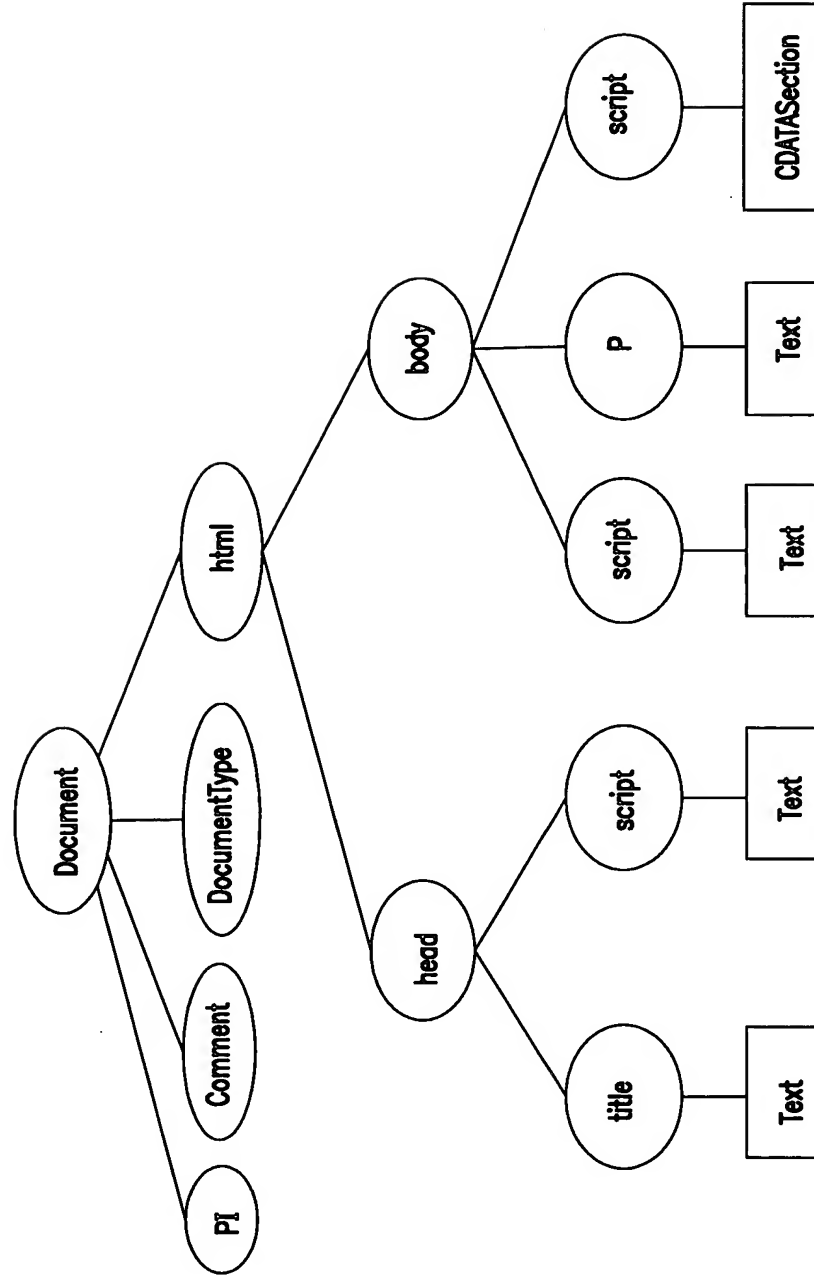 Document
PI
Comment
DocumentType
html
head
body
title
script
script
P
script
Text
Text
Text
Text
CDATASection